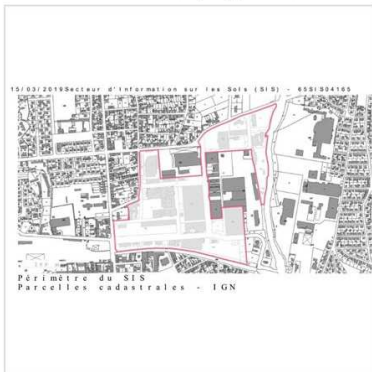 15/03/2019Secteur d'Information sur les Sols (SIS) - 65SIS04165
Périmètre du SIS
Parcelles cadastrales - IGN